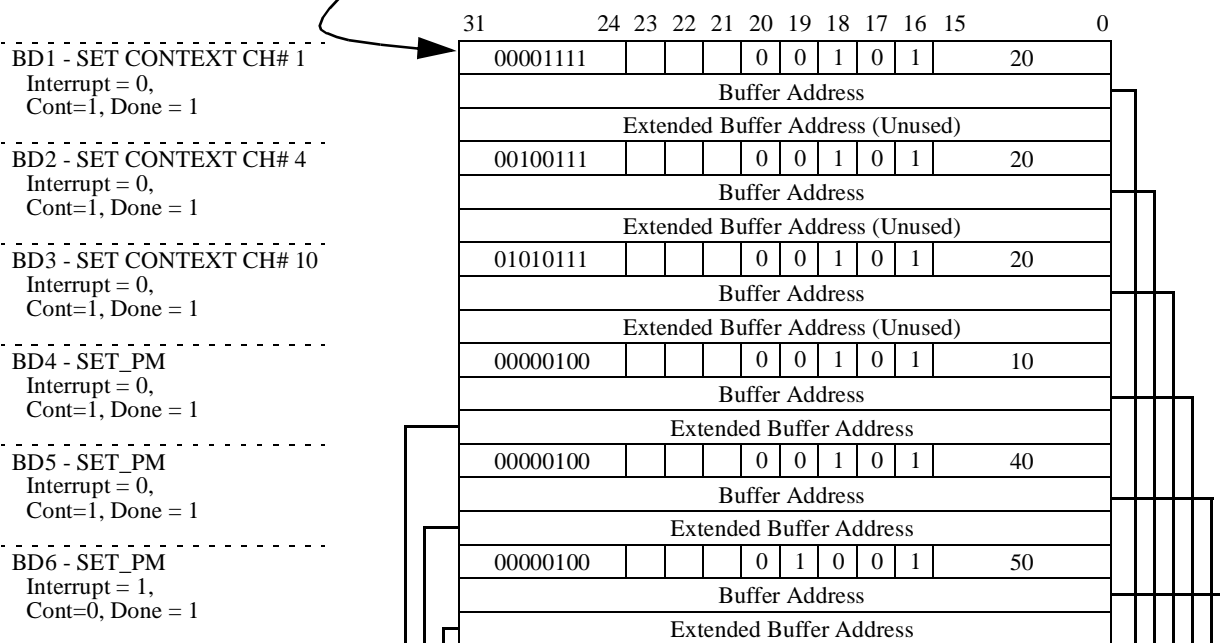 31 24 23 22 21 20 19 18 17 16 15 0
BD1 - SET CONTEXT CH# 1
Interrupt = 0,
Cont=1, Done = 1
00001111 0 0 1 0 1 20
Buffer Address
Extended Buffer Address (Unused)
BD2 - SET CONTEXT CH# 4
Interrupt = 0,
Cont=1, Done = 1
00100111 0 0 1 0 1 20
Buffer Address
Extended Buffer Address (Unused)
BD3 - SET CONTEXT CH# 10
Interrupt = 0,
Cont=1, Done = 1
01010111 0 0 1 0 1 20
Buffer Address
Extended Buffer Address (Unused)
BD4 - SET_PM
Interrupt = 0,
Cont=1, Done = 1
00000100 0 0 1 0 1 10
Buffer Address
Extended Buffer Address
BD5 - SET_PM
Interrupt = 0,
Cont=1, Done = 1
00000100 0 0 1 0 1 40
Buffer Address
Extended Buffer Address
BD6 - SET_PM
Interrupt = 1,
Cont=0, Done = 1
00000100 0 1 0 0 1 50
Buffer Address
Extended Buffer Address